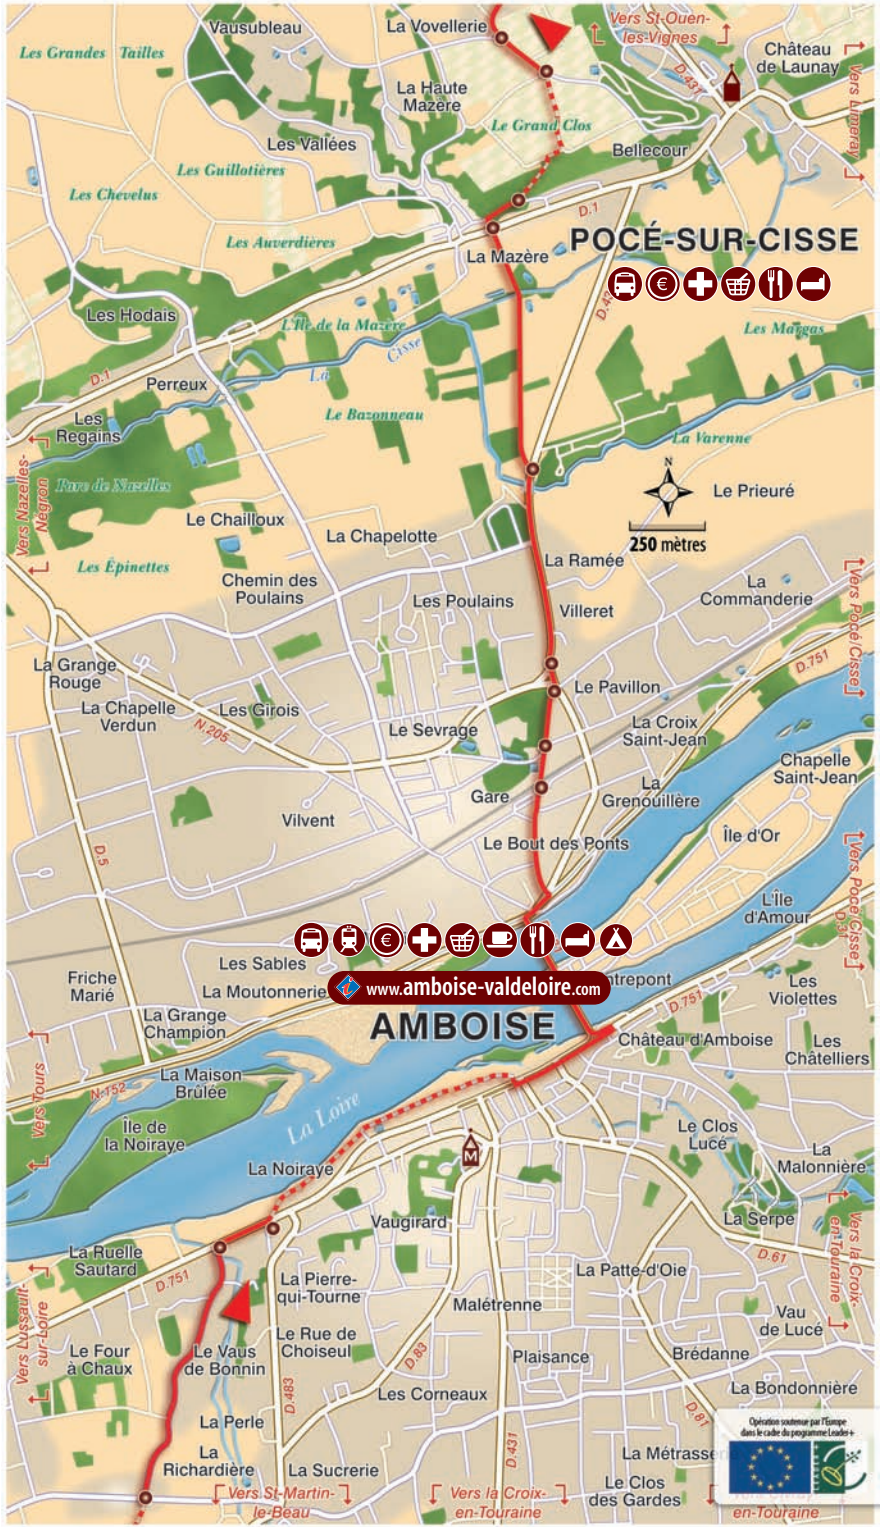 Vausubleau
La Vovellerie
Vers St-Ouen-
les-Vignes
Château
de Launay
Les Grandes Tailles
La Haute
Mazère
D.431
Vers Limeray
Le Grand Clos
Les Vallées
Bellecour
Les Guillotières
Les Chevelus
D.1
Les Auverdières
POCÉ-SUR-CISSE
La Mazère
€
Les Hodais
L'Île de la Mazère
Les Margas
Cisse
La
D.1
Perreux
Le Bazonneau
Les
Regains
La Varenne
N
Parc de Nazelles
Vers Nazelles-
Négron
Le Prieuré
Le Chailloux
La Chapelotte
250 mètres
La Ramée
Les Épinettes
Chemin des
Poulains
La
Commanderie
Les Poulains
Villeret
Vers Pocé/Cisse
La Grange
Rouge
D.751
Le Pavillon
La Chapelle
Verdun
Les Girois
N.205
Le Sevrage
La Croix
Saint-Jean
Chapelle
Saint-Jean
Gare
La
Grenouillère
Vilvent
Île d'Or
Le Bout des Ponts
D.5
Vers Pocé/Cisse
L'Île
d'Amour
€
Les Sables
Friche
Marié
La Moutonnerie
www.amboise-valdeloire.com
Les
Violettes
D.751
La Grange
Champion
AMBOISE
Château d'Amboise
Les
Châtelliers
La Maison
Brûlée
N.152
Vers Tours
La Loire
Île de
la Noiraye
Le Clos
Lucé
M
La
Malonnière
La Noiraye
Vaugirard
La Serpe
La Ruelle
Sautard
D.61
Vers la Croix-
en-Touraine
D.751
La Pierre-
qui-Tourne
La Patte-d'Oie
Malétrenne
Vers Lussault-
sur-Loire
Vau
de Lucé
Le Rue de
Choiseul
Le Four
à Chaux
Le Vaus
de Bonnin
D.83
Plaisance
Brédanne
Les Corneaux
La Bondonnière
D.483
D.81
La Perle
Opération soutenue par l'Europe
dans le cadre du programme Leader+
D.431
La
Richardière
La Sucrerie
LEADER+
Le Clos
des Gardes
Vers St-Martin-
le-Beau
Vers la Croix-
en-Touraine
en-Touraine